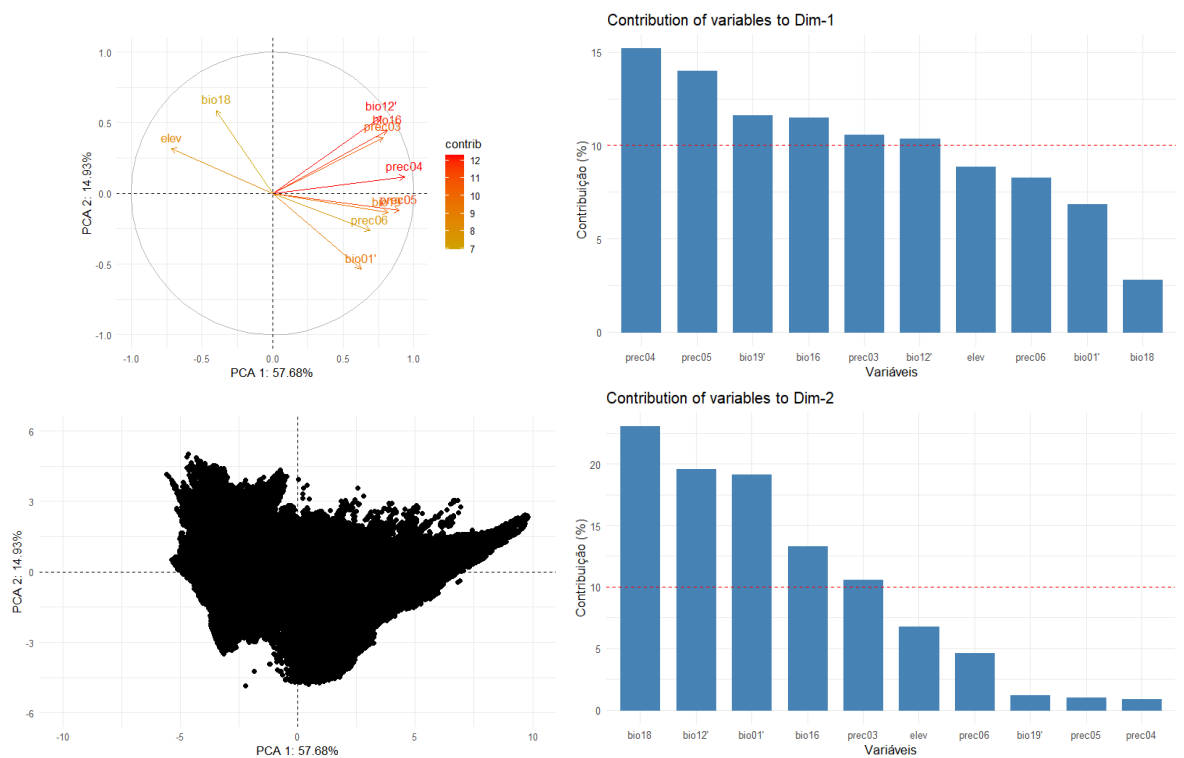 1.0
0.5
0.0
-0.5
-1.0
PCA 2: 14.93%
bio18
elev
bio12'
bio16
prec03
prec04
bio19'
prec05
prec06
bio01'
-1.0 -0.5 0.0 0.5 1.0
PCA 1: 57.68%
contrib
12
11
10
9
8
7
Contribution of variables to Dim-1
Contribuição (%)
15
10
5
0
prec04 prec05 bio19' bio16 prec03 bio12' elev prec06 bio01' bio18
Variáveis
6
3
0
-3
-6
PCA 2: 14.93%
-10 -5 0 5 10
PCA 1: 57.68%
Contribution of variables to Dim-2
Contribuição (%)
20
15
10
5
0
bio18 bio12' bio01' bio16 prec03 elev prec06 bio19' prec05 prec04
Variáveis